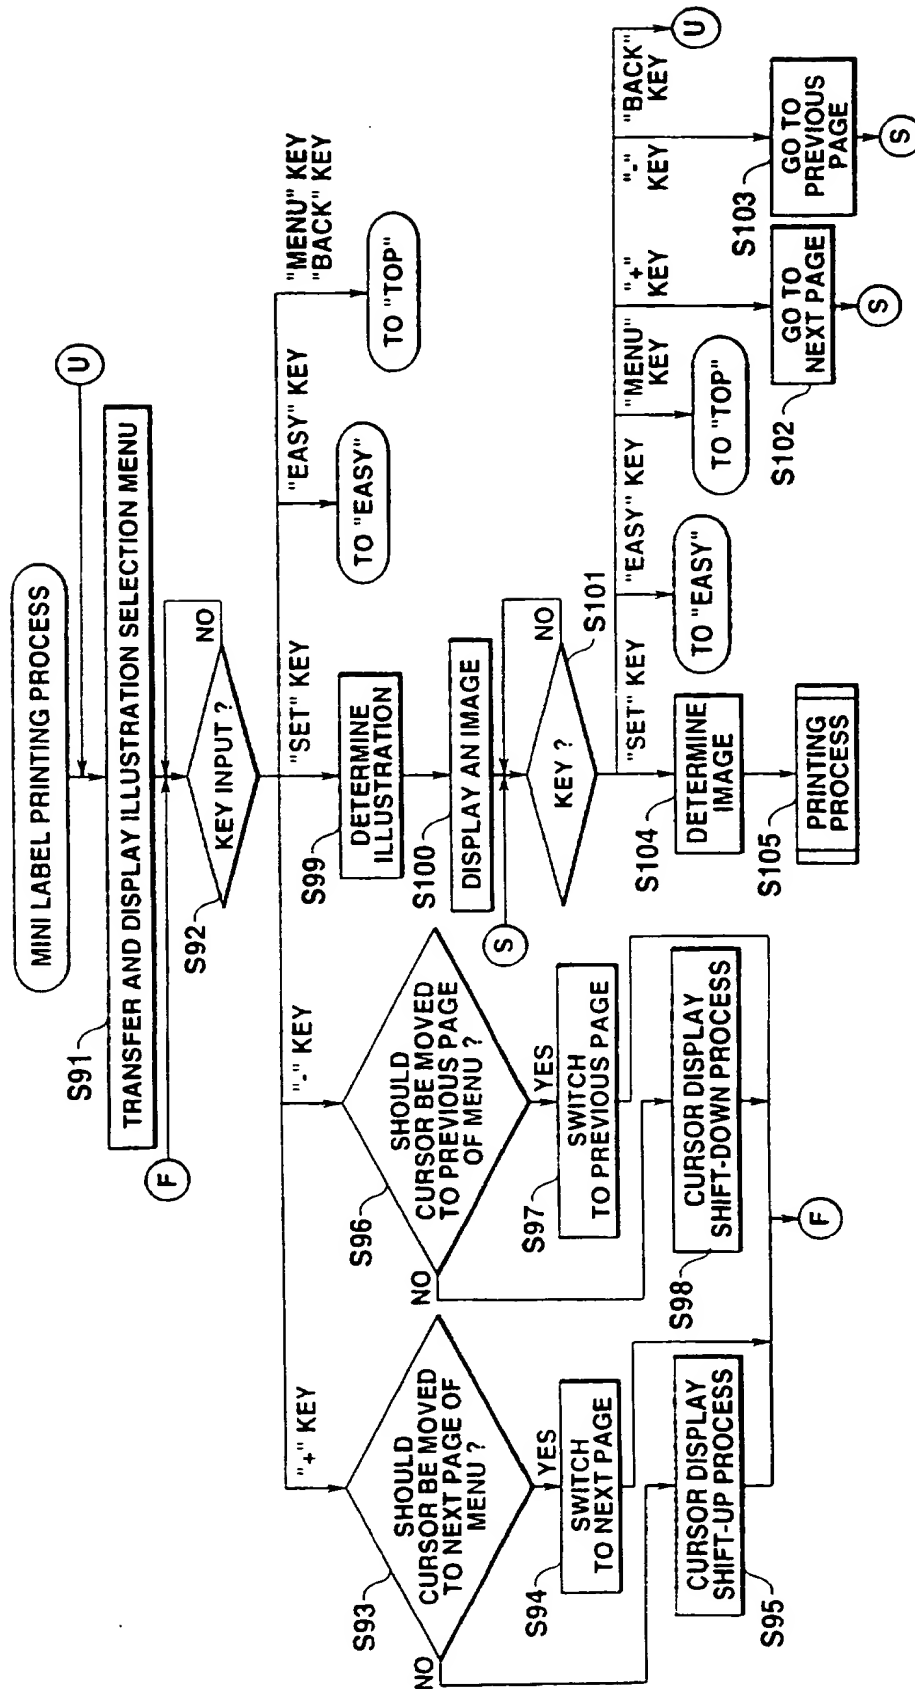 MINI LABEL PRINTING PROCESS
U
S91
TRANSFER AND DISPLAY ILLUSTRATION SELECTION MENU
F
S92
KEY INPUT ?
NO
"+" KEY
"-" KEY
"SET" KEY
"EASY" KEY
"MENU" KEY
"BACK" KEY
TO "EASY"
TO "TOP"
S93
SHOULD
CURSOR BE MOVED
TO NEXT PAGE OF
MENU ?
NO
YES
S94
SWITCH
TO NEXT PAGE
S95
CURSOR DISPLAY
SHIFT-UP PROCESS
S96
SHOULD
CURSOR BE MOVED
TO PREVIOUS PAGE
OF MENU ?
NO
YES
S97
SWITCH
TO PREVIOUS PAGE
S98
CURSOR DISPLAY
SHIFT-DOWN PROCESS
F
S99
DETERMINE
ILLUSTRATION
S100
DISPLAY AN IMAGE
S
KEY ?
NO
S101
"SET" KEY
"EASY" KEY
"MENU"
KEY
"+"
KEY
"-"
KEY
"BACK"
KEY
S104
DETERMINE
IMAGE
S105
PRINTING
PROCESS
TO "EASY"
TO "TOP"
S102
GO TO
NEXT PAGE
S
S103
GO TO
PREVIOUS
PAGE
S
U